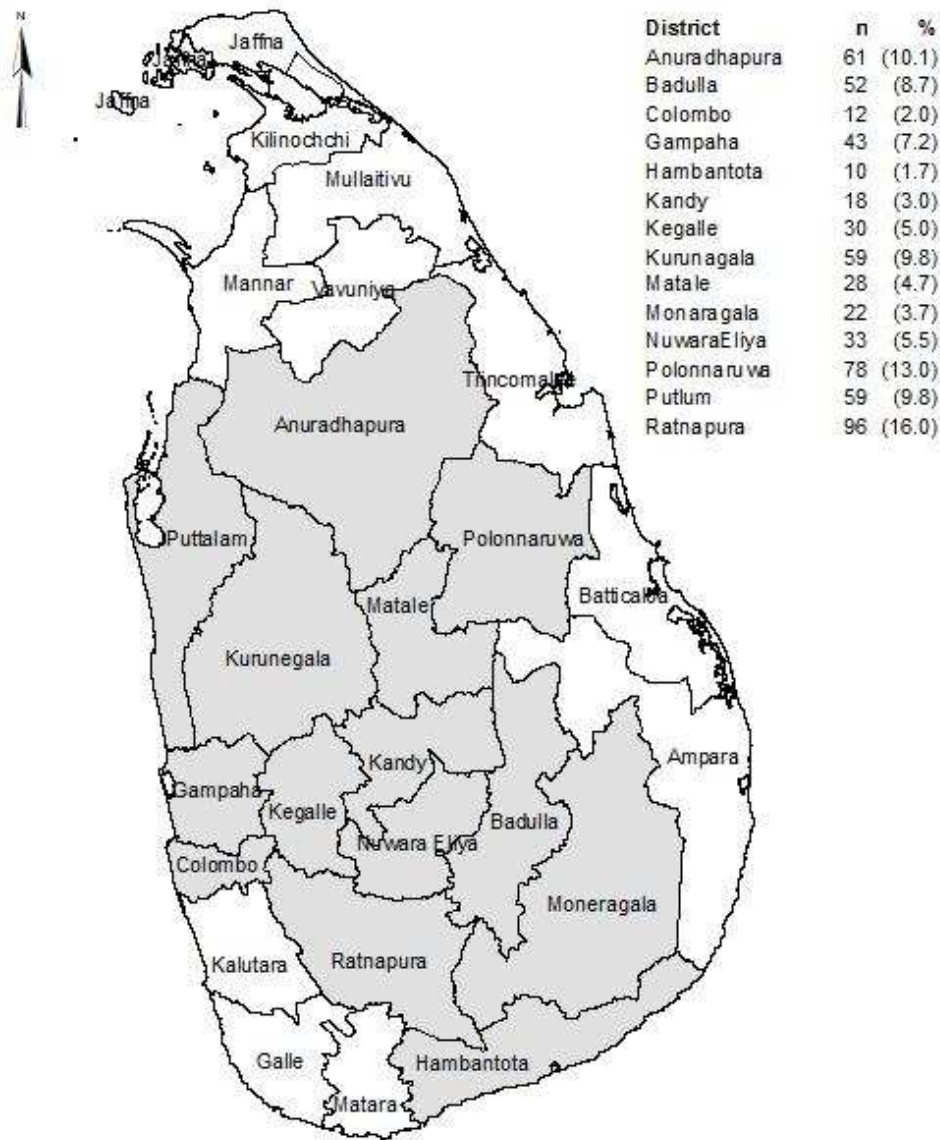 N
Jaffna
Jaffna
Jaffna
Kilinochchi
Mullaitivu
Mannar
Vavuniya
Trincomalee
Anuradhapura
Puttalam
Polonnaruwa
Batticaloa
Matale
Kurunegala
Ampara
Kandy
Gampaha
Kegalle
Badulla
Nuwara Eliya
Colombo
Moneragala
Ratnapura
Kalutara
Galle
Hambantota
Matara
District n %
Anuradhapura 61 (10.1)
Badulla 52 (8.7)
Colombo 12 (2.0)
Gampaha 43 (7.2)
Hambantota 10 (1.7)
Kandy 18 (3.0)
Kegalle 30 (5.0)
Kurunagala 59 (9.8)
Matale 28 (4.7)
Monaragala 22 (3.7)
NuwaraEliya 33 (5.5)
Polonnaruwa 78 (13.0)
Putlum 59 (9.8)
Ratnapura 96 (16.0)